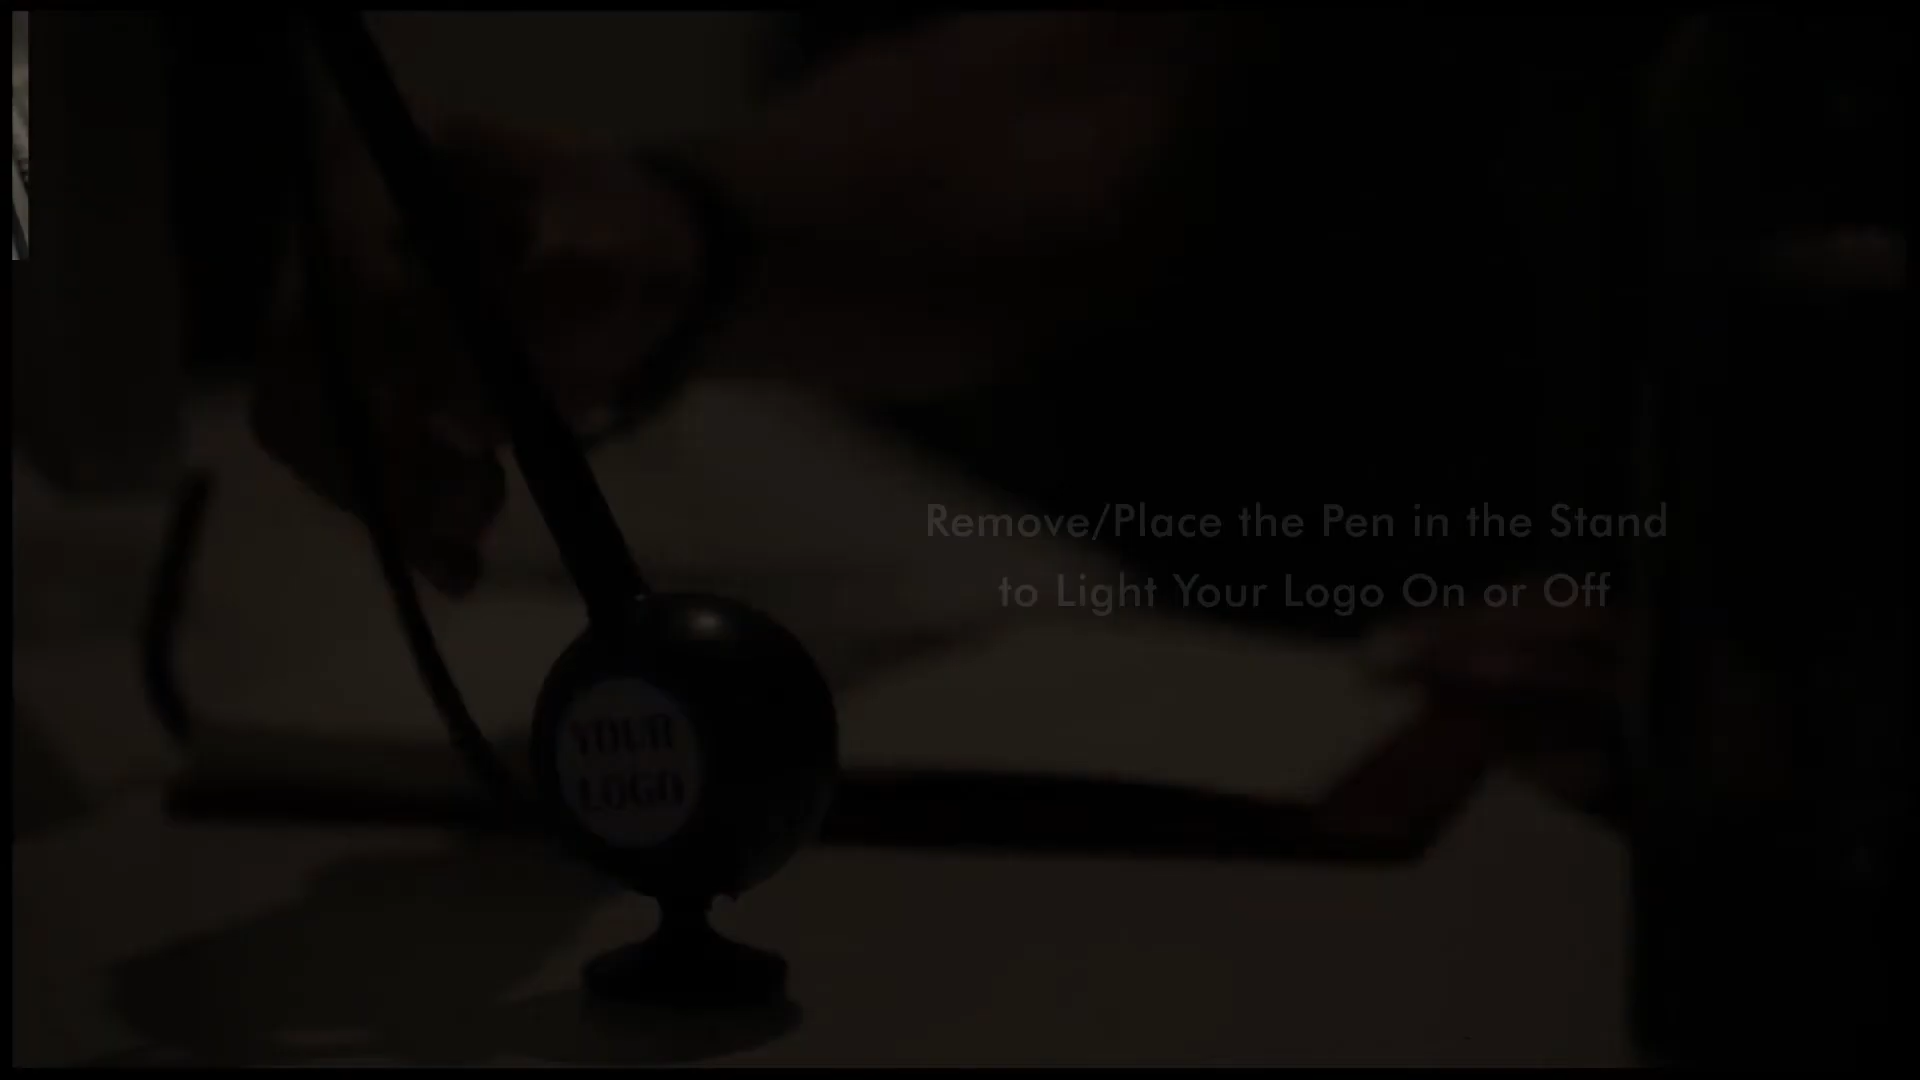 Remove/Place the Pen in the Stand
to Light Your Logo On or Off
YOUR
LOGO